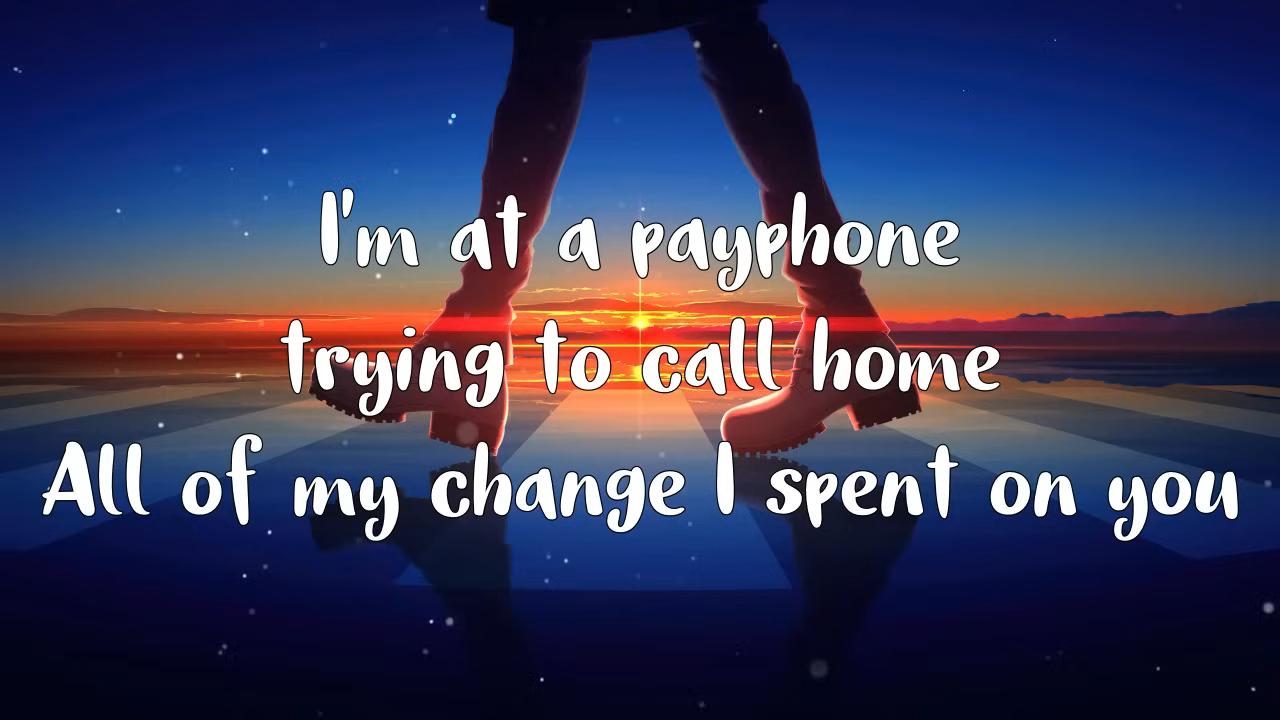 I'm at a payphone
trying to call home
All of my change I spent on you